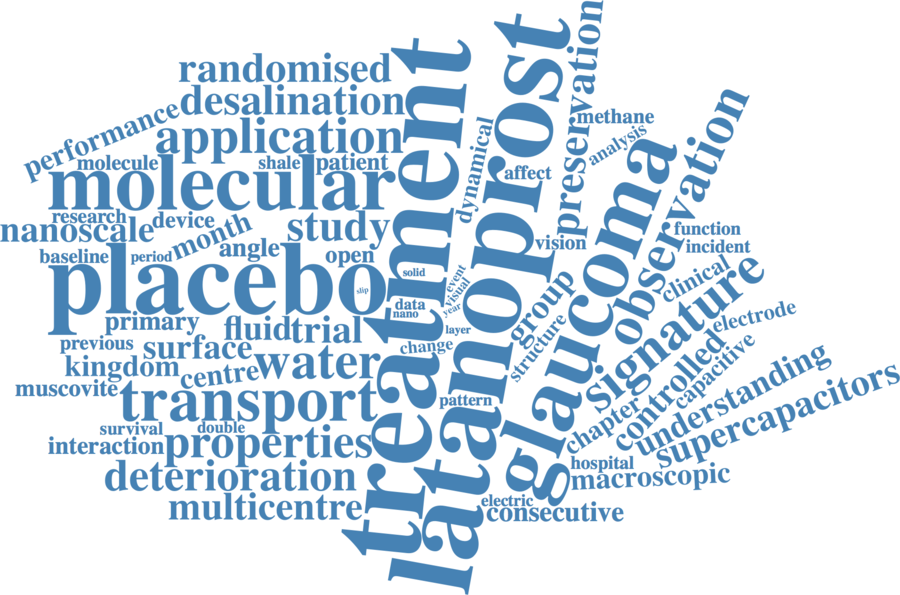 randomised
desalination
performance
application
molecule
shale
patient
molecular
research
device
nanoscale
month
study
baseline
period
angle
open
placebo
slip
solid
data
nano
primary
fluid
trial
previous
surface
change
kingdom
centre
water
muscovite
transport
survival
double
interaction
properties
deterioration
multicentre
treatment
latanoprost
dynamical
event
visual
year
layer
pattern
electric
consecutive
preservation
methane
analysis
affect
vision
group
structure
glaucoma
observation
function
incident
clinical
signature
electrode
controlled
capacitive
chapter
understanding
supercapacitors
hospital
macroscopic